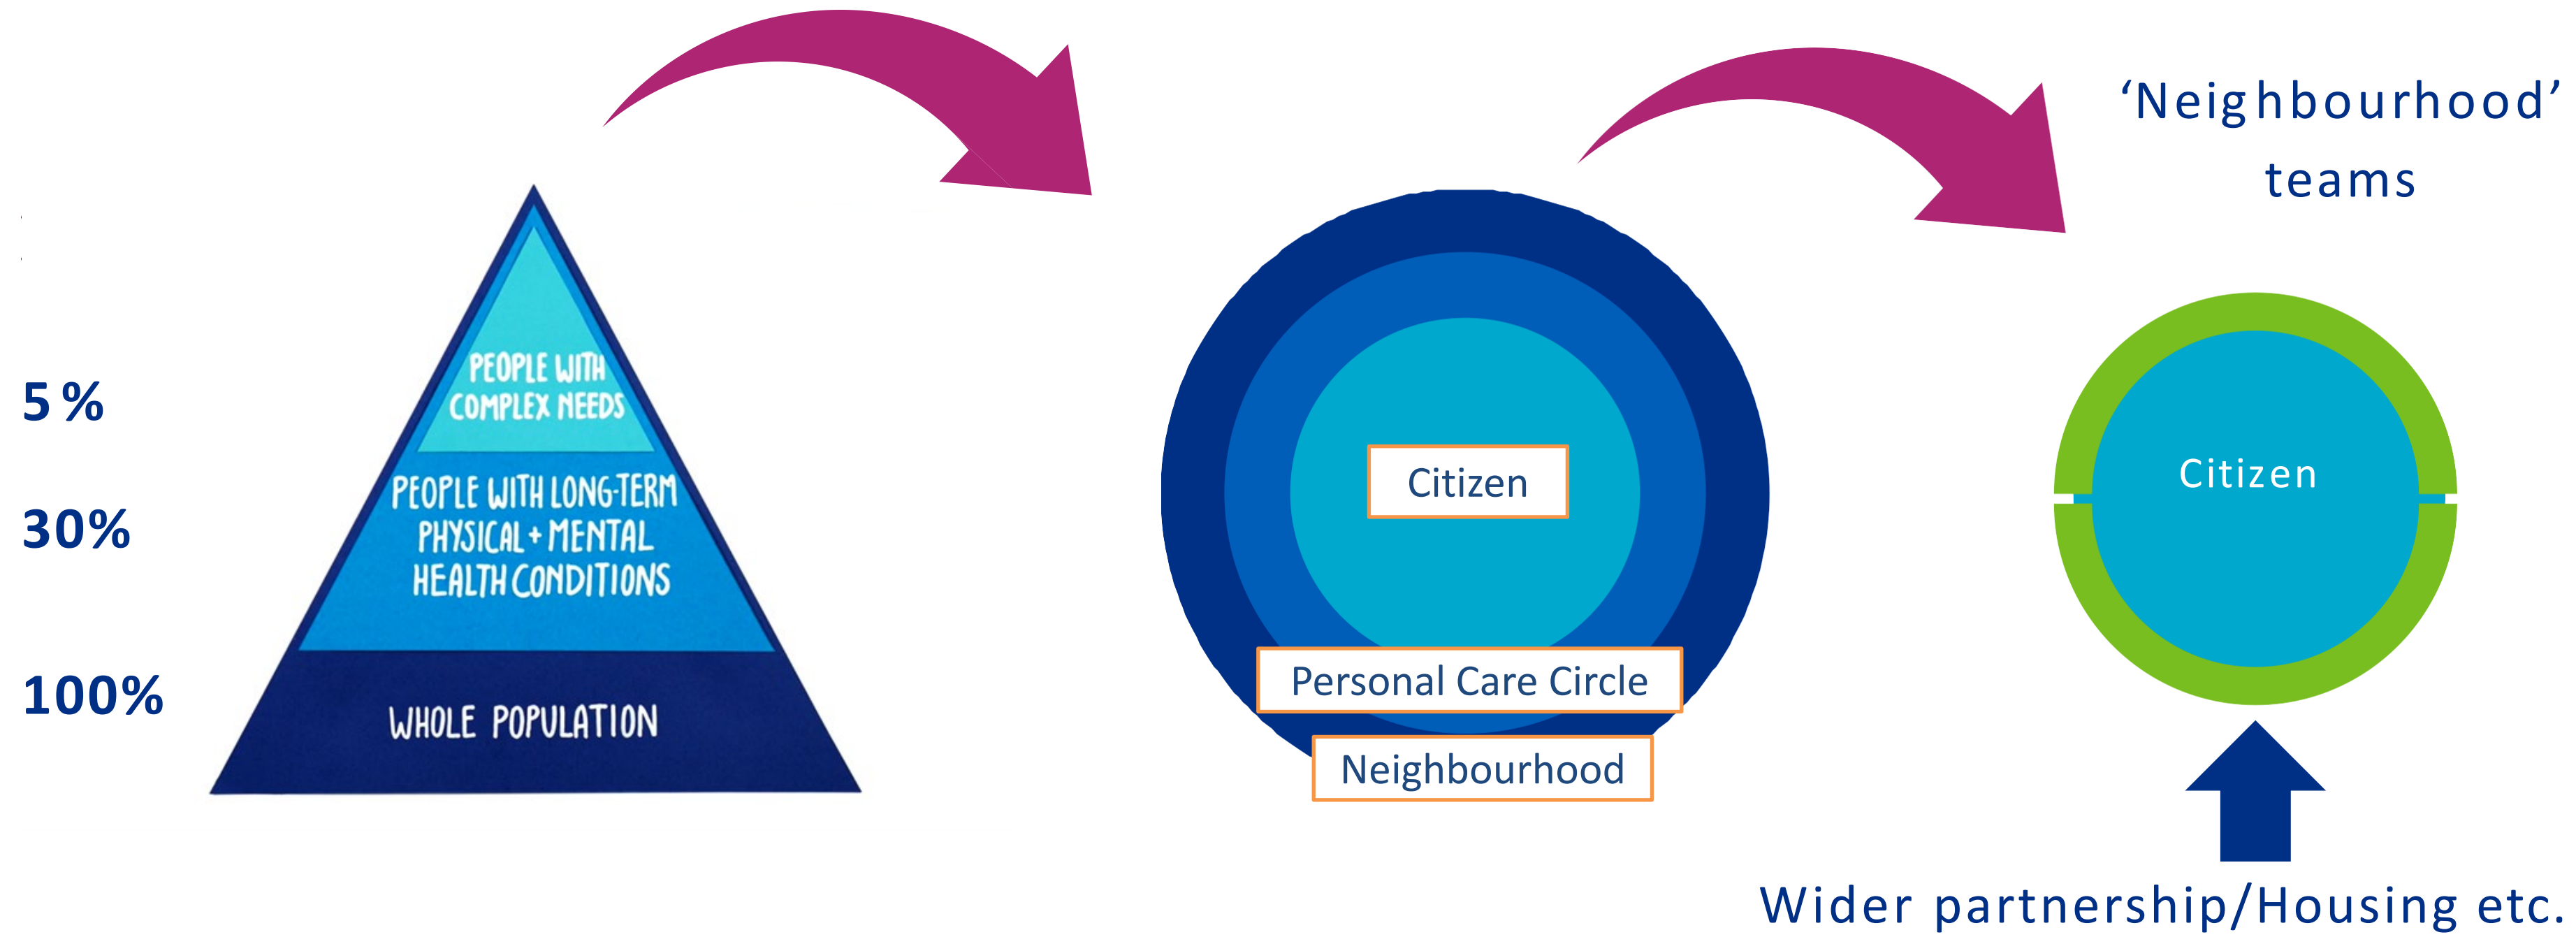 5%
30%
100%
PEOPLE WITH
COMPLEX NEEDS
PEOPLE WITH LONG-TERM
PHYSICAL + MENTAL
HEALTH CONDITIONS
WHOLE POPULATION
Citizen
Personal Care Circle
Neighbourhood
‘Neighbourhood’
teams
Citizen
Wider partnership/Housing etc.